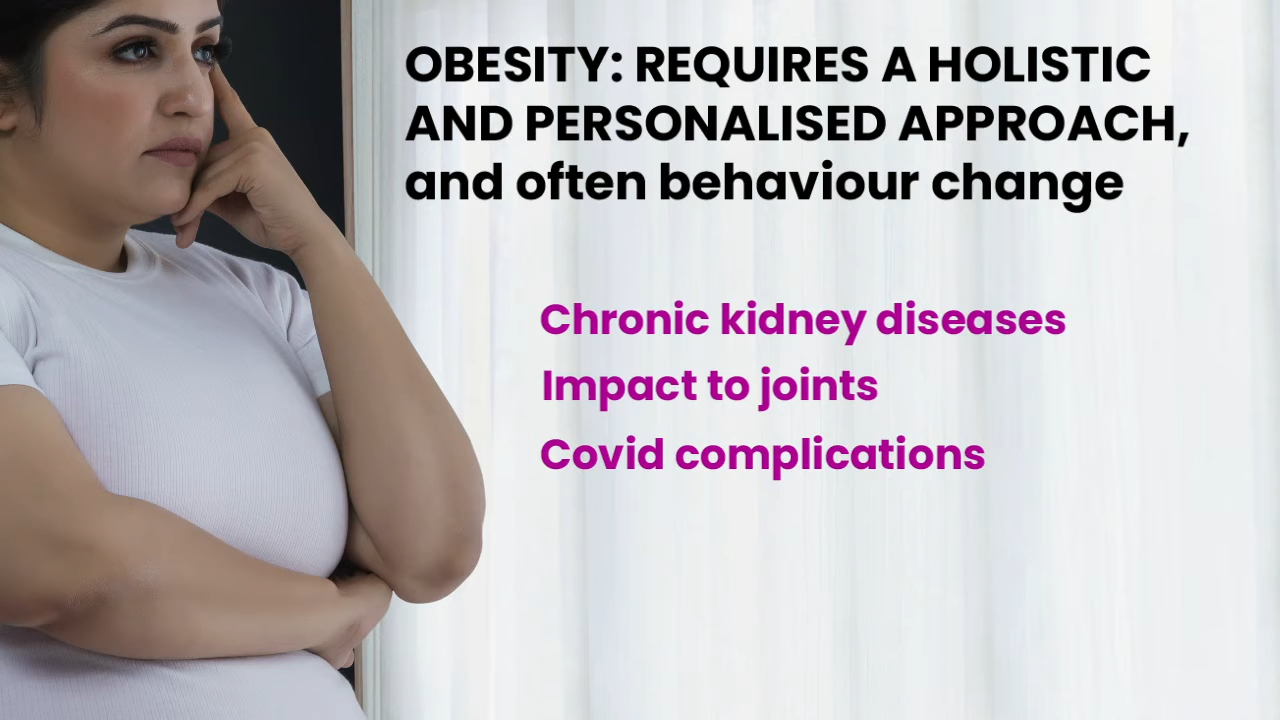 OBESITY: REQUIRES A HOLISTIC
AND PERSONALISED APPROACH,
and often behaviour change
Chronic kidney diseases
Impact to joints
Covid complications